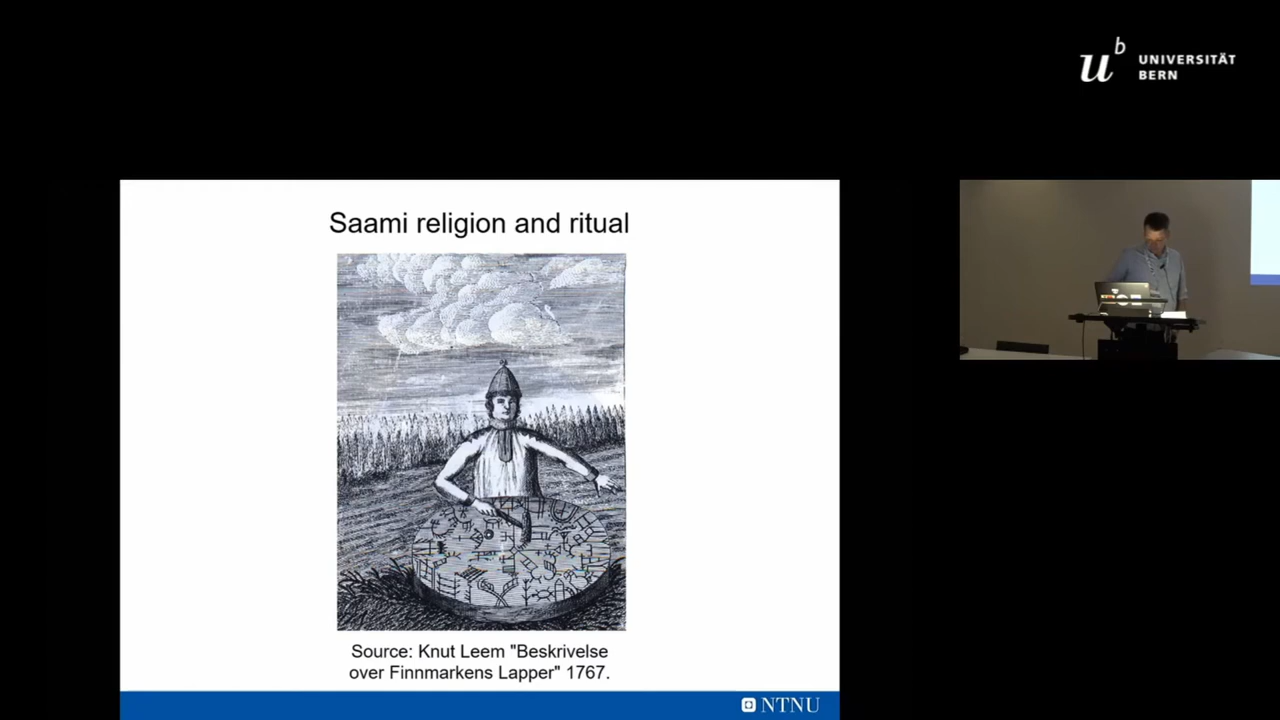 u^b
UNIVERSITÄT
BERN
Saami religion and ritual
Source: Knut Leem "Beskrivelse
over Finnmarkens Lapper" 1767.
NTNU